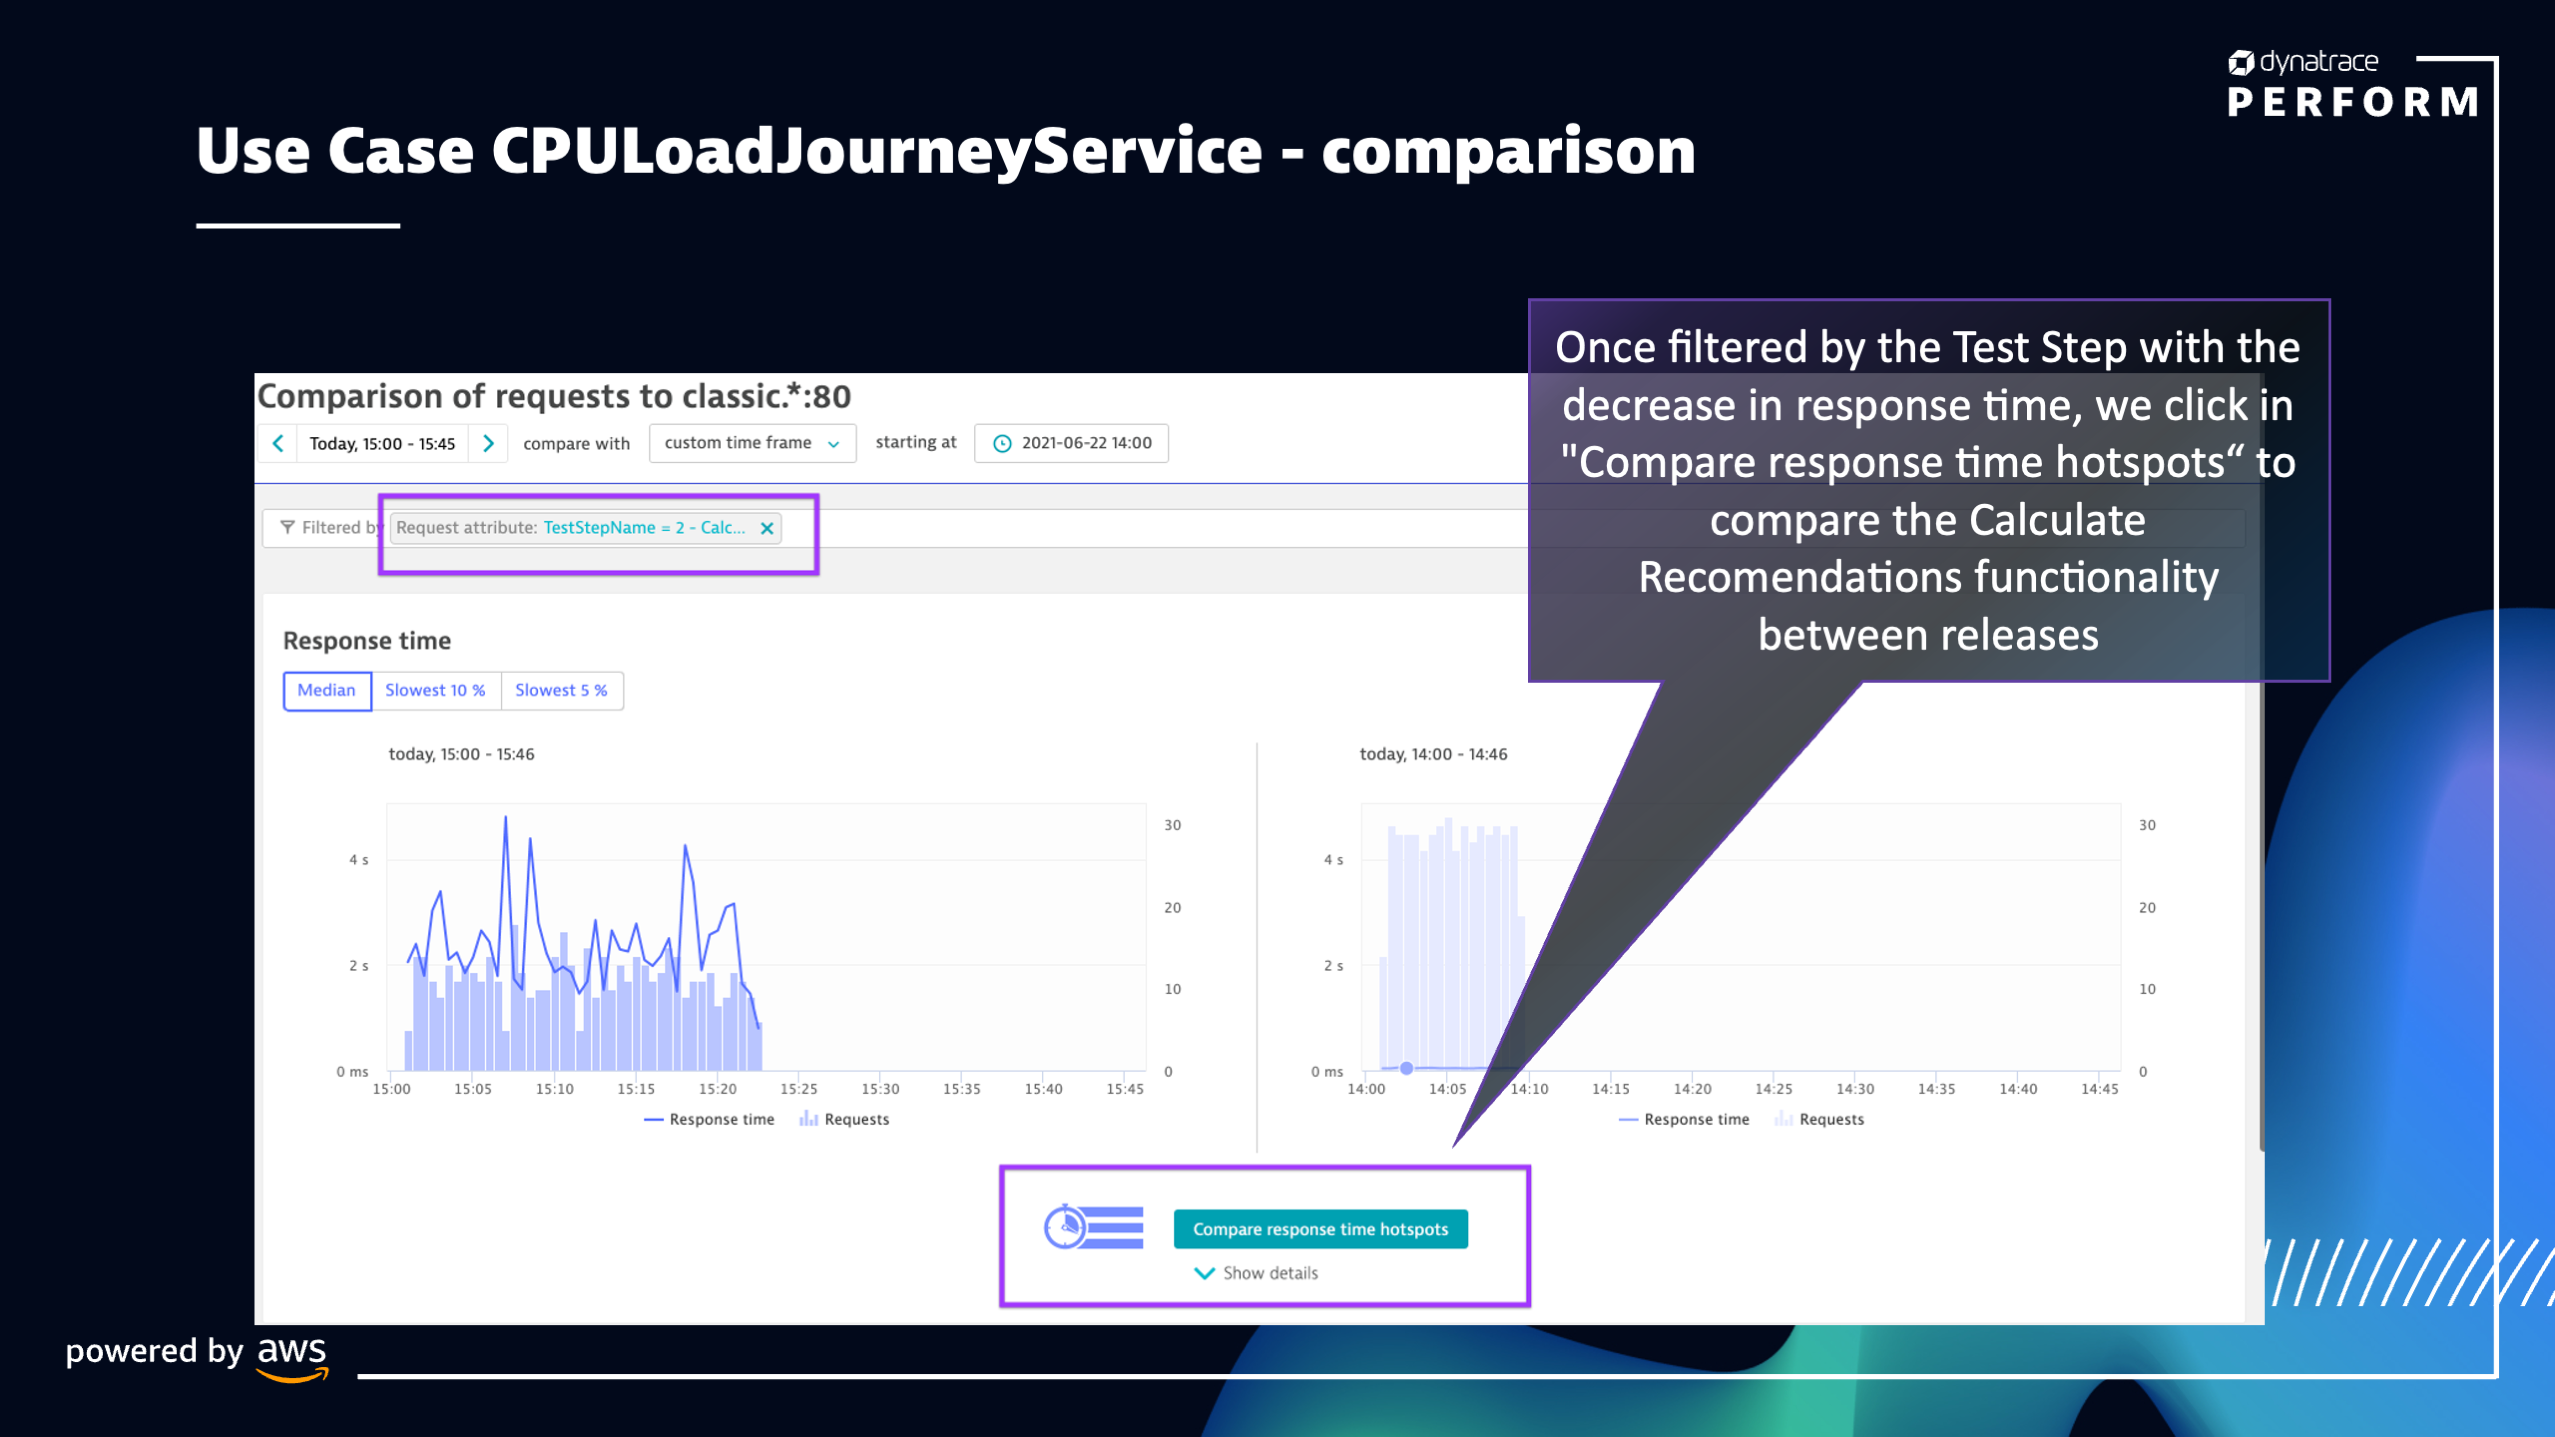 dynatrace
PERFORM
Use Case CPULoadJourneyService - comparison
Once filtered by the Test Step with the
decrease in response time, we click in
"Compare response time hotspots“ to
compare the Calculate
Recomendations functionality
between releases
Comparison of requests to classic.*:80
Today, 15:00 - 15:45 compare with custom time frame starting at 2021-06-22 14:00
Filtered by Request attribute: TestStepName = 2 - Calc...
Response time
Median Slowest 10 % Slowest 5 %
today, 15:00 - 15:46
30
4 s
20
2 s
10
0 ms
0
15:00 15:05 15:10 15:15 15:20 15:25 15:30 15:35 15:40 15:45
Response time Requests
today, 14:00 - 14:46
30
4 s
20
2 s
10
0 ms
0
14:00 14:05 14:10 14:15 14:20 14:25 14:30 14:35 14:40 14:45
Response time Requests
Compare response time hotspots
Show details
powered by aws